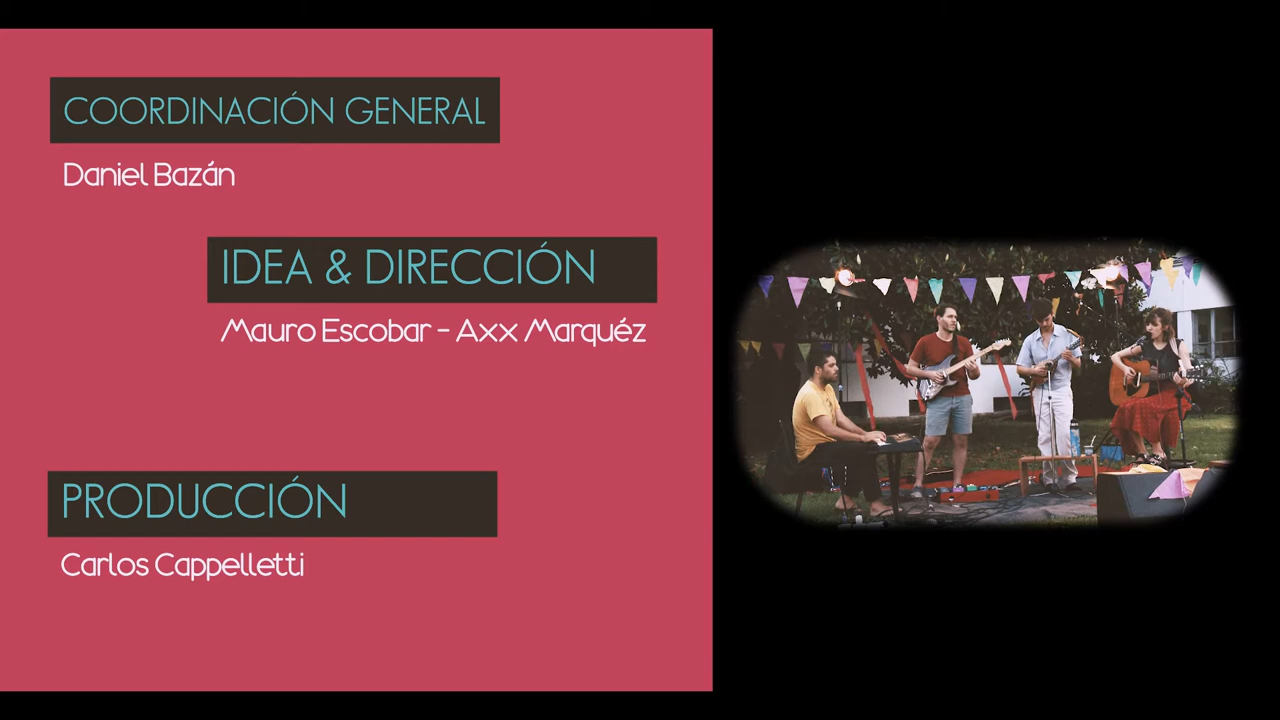 COORDINACIÓN GENERAL
Daniel Bazán
IDEA & DIRECCIÓN
Mauro Escobar - Axx Marquéz
PRODUCCIÓN
Carlos Cappelletti